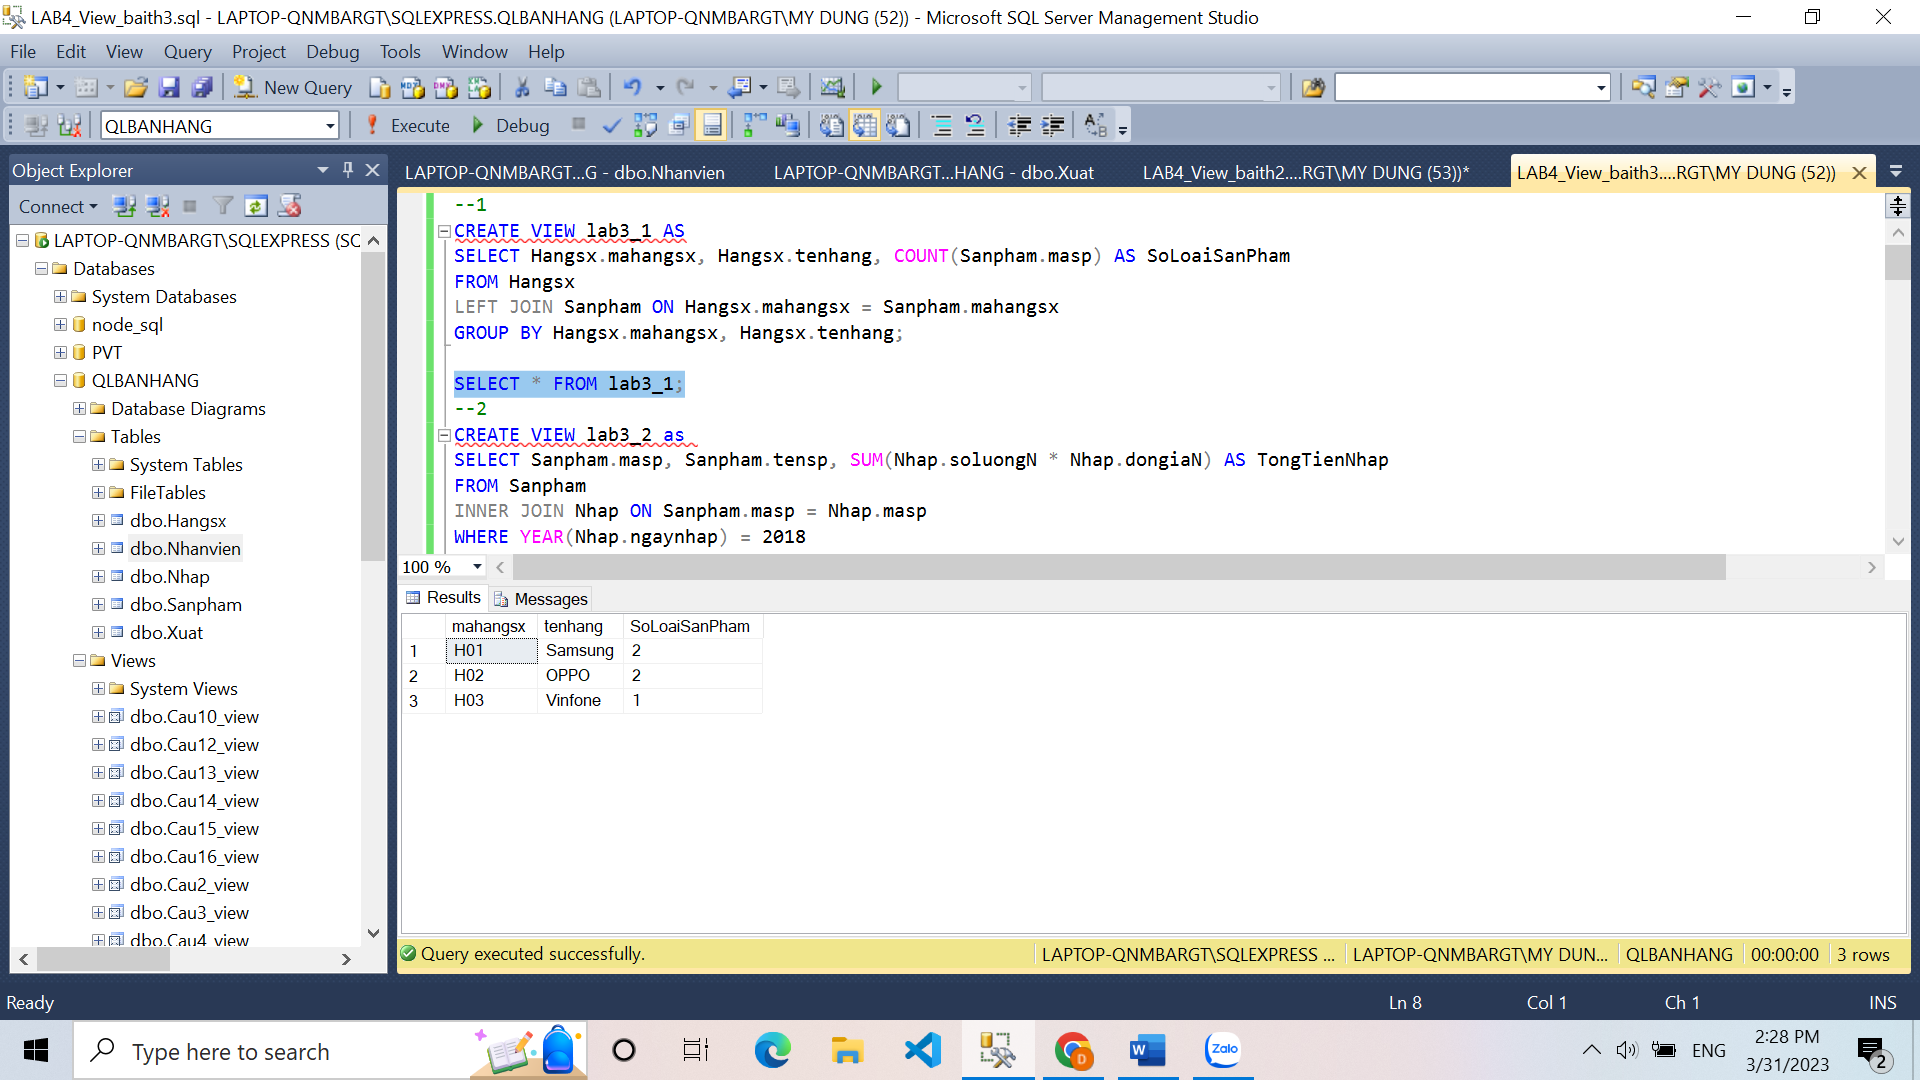 LAB4_View_baith3.sql - LAPTOP-QNMBARGT\SQLEXPRESS.QLBANHANG (LAPTOP-QNMBARGT\MY DUNG (52)) - Microsoft SQL Server Management Studio
File Edit View Query Project Debug Tools Window Help
New Query
QLBANHANG Execute Debug
Object Explorer
LAPTOP-QNMBARGT...G - dbo.Nhanvien LAPTOP-QNMBARGT...HANG - dbo.Xuat LAB4_View_baith2....RGT\MY DUNG (53))* LAB4_View_baith3....RGT\MY DUNG (52))
Connect
LAPTOP-QNMBARGT\SQLEXPRESS (SC
Databases
System Databases
node_sql
PVT
QLBANHANG
Database Diagrams
Tables
System Tables
FileTables
dbo.Hangsx
dbo.Nhanvien
dbo.Nhap
dbo.Sanpham
dbo.Xuat
Views
System Views
dbo.Cau10_view
dbo.Cau12_view
dbo.Cau13_view
dbo.Cau14_view
dbo.Cau15_view
dbo.Cau16_view
dbo.Cau2_view
dbo.Cau3_view
dbo.Cau4_view
--1
CREATE VIEW lab3_1 AS
SELECT Hangsx.mahangsx, Hangsx.tenhang, COUNT(Sanpham.masp) AS SoLoaiSanPham
FROM Hangsx
LEFT JOIN Sanpham ON Hangsx.mahangsx = Sanpham.mahangsx
GROUP BY Hangsx.mahangsx, Hangsx.tenhang;
SELECT * FROM lab3_1;
--2
CREATE VIEW lab3_2 as
SELECT Sanpham.masp, Sanpham.tensp, SUM(Nhap.soluongN * Nhap.dongiaN) AS TongTienNhap
FROM Sanpham
INNER JOIN Nhap ON Sanpham.masp = Nhap.masp
WHERE YEAR(Nhap.ngaynhap) = 2018
100 %
Results Messages
mahangsx tenhang SoLoaiSanPham
1 H01 Samsung 2
2 H02 OPPO 2
3 H03 Vinfone 1
Query executed successfully. LAPTOP-QNMBARGT\SQLEXPRESS ... LAPTOP-QNMBARGT\MY DUN... QLBANHANG 00:00:00 3 rows
Ready Ln 8 Col 1 Ch 1 INS
Type here to search
Zalo
ENG
2:28 PM
3/31/2023
2